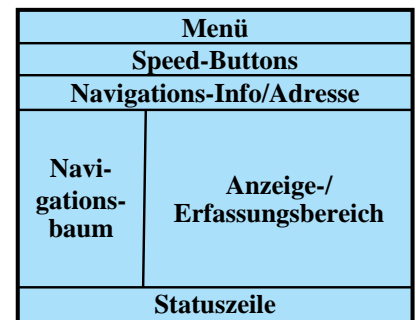 Menü
Speed-Buttons
Navigations-Info/Adresse
Navi-
gations-
baum
Anzeige-/
Erfassungsbereich
Statuszeile